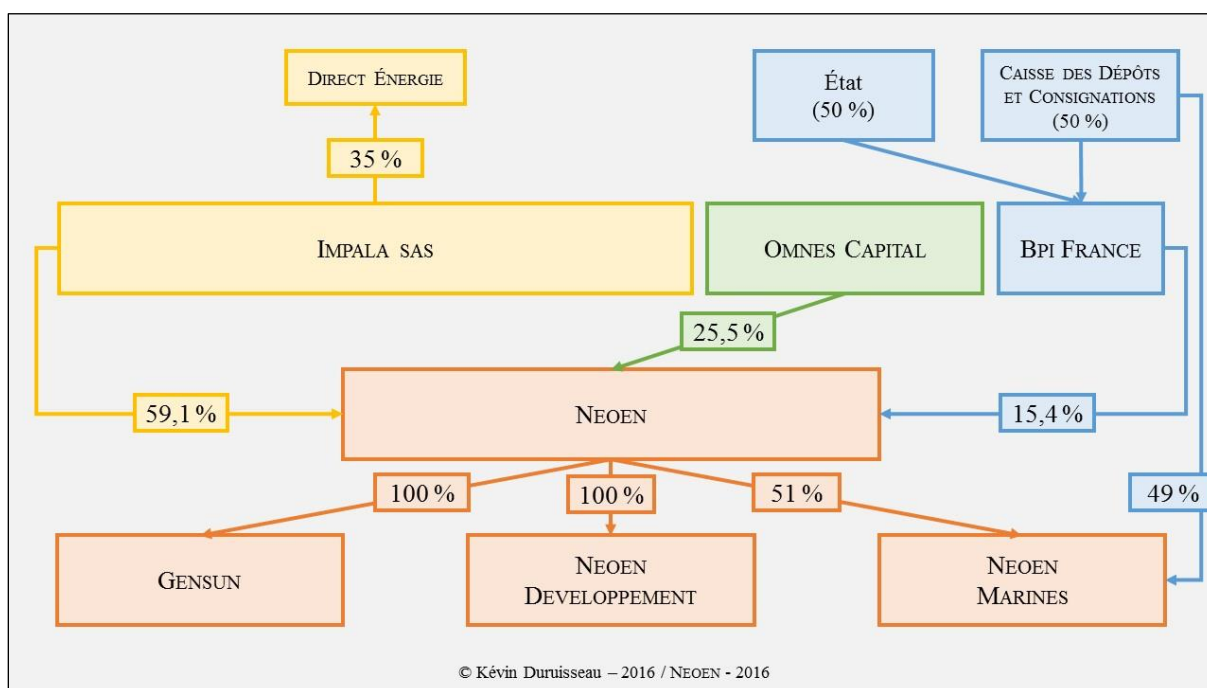 DIRECT ÉNERGIE
État
(50 %)
CAISSE DES DÉPÔTS
ET CONSIGNATIONS
(50 %)
35 %
IMPALA SAS
OMNES CAPITAL
BPI FRANCE
25,5 %
59,1 %
NEOEN
15,4 %
100 %
100 %
51 %
49 %
GENSUN
NEOEN
DEVELOPPEMENT
NEOEN
MARINES
© Kévin Duruisseau – 2016 / NEOEN - 2016